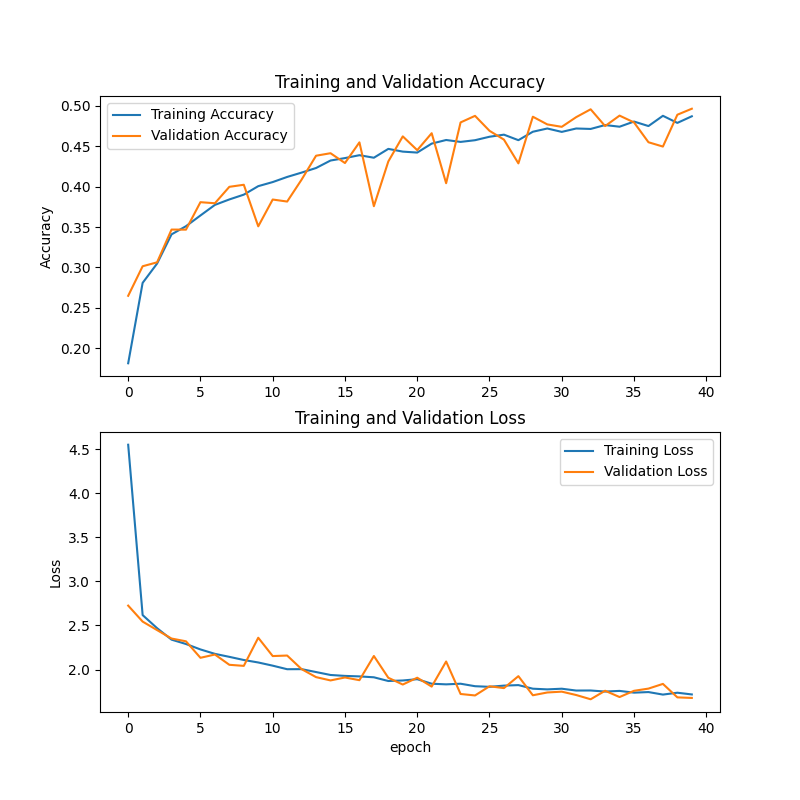 Training and Validation Accuracy
Training Accuracy
Validation Accuracy
Accuracy
0.50
0.45
0.40
0.35
0.30
0.25
0.20
0 5 10 15 20 25 30 35 40
Training and Validation Loss
Training Loss
Validation Loss
Loss
4.5
4.0
3.5
3.0
2.5
2.0
0 5 10 15 20 25 30 35 40
epoch